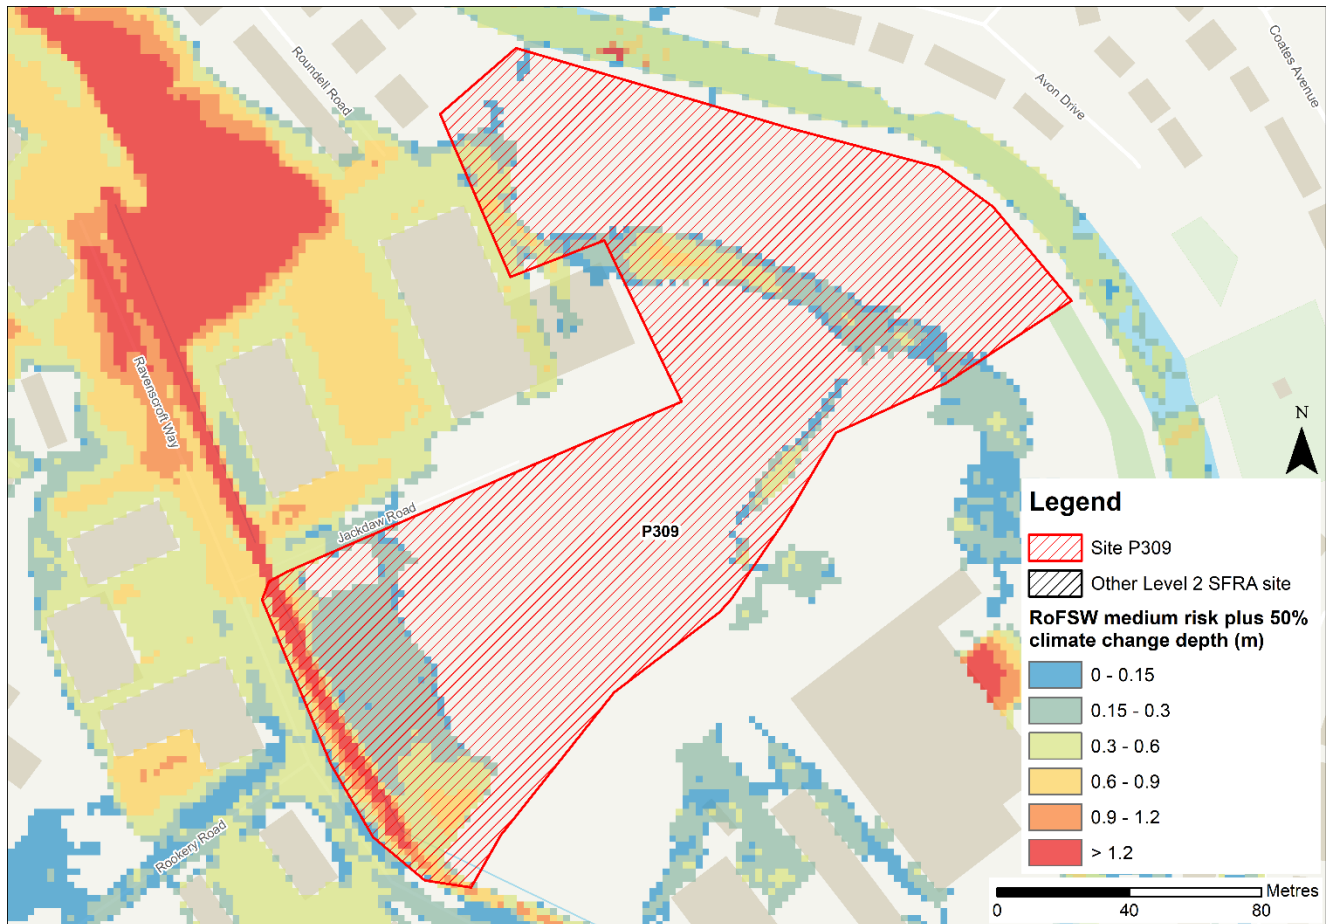 Roundell Road
Avon Drive
Coates Avenue
Ravenscroft Way
Jackdaw Road
P309
Rookery Road
N
Legend
Site P309
Other Level 2 SFRA site
RoFSW medium risk plus 50%
climate change depth (m)
0 - 0.15
0.15 - 0.3
0.3 - 0.6
0.6 - 0.9
0.9 - 1.2
> 1.2
Metres
0 40 80